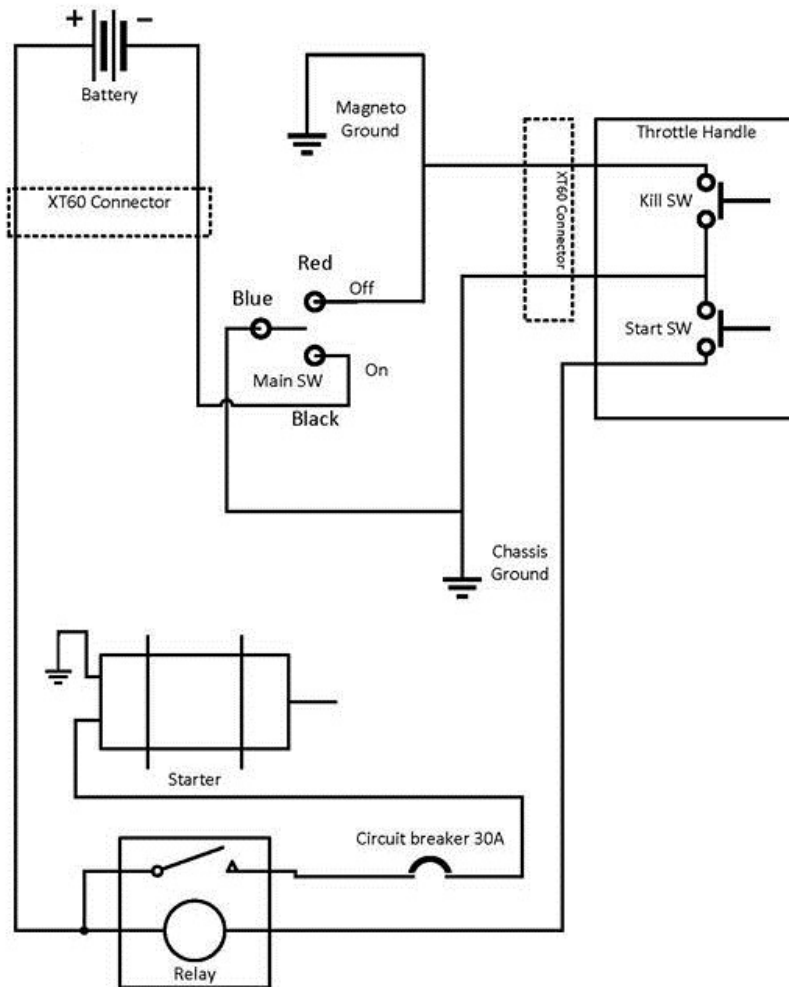 + −
Battery
XT60 Connector
Magneto
Ground
XT60 Connector
Throttle Handle
Kill SW
Start SW
Red
Off
Blue
Main SW
On
Black
Chassis
Ground
Starter
Circuit breaker 30A
Relay